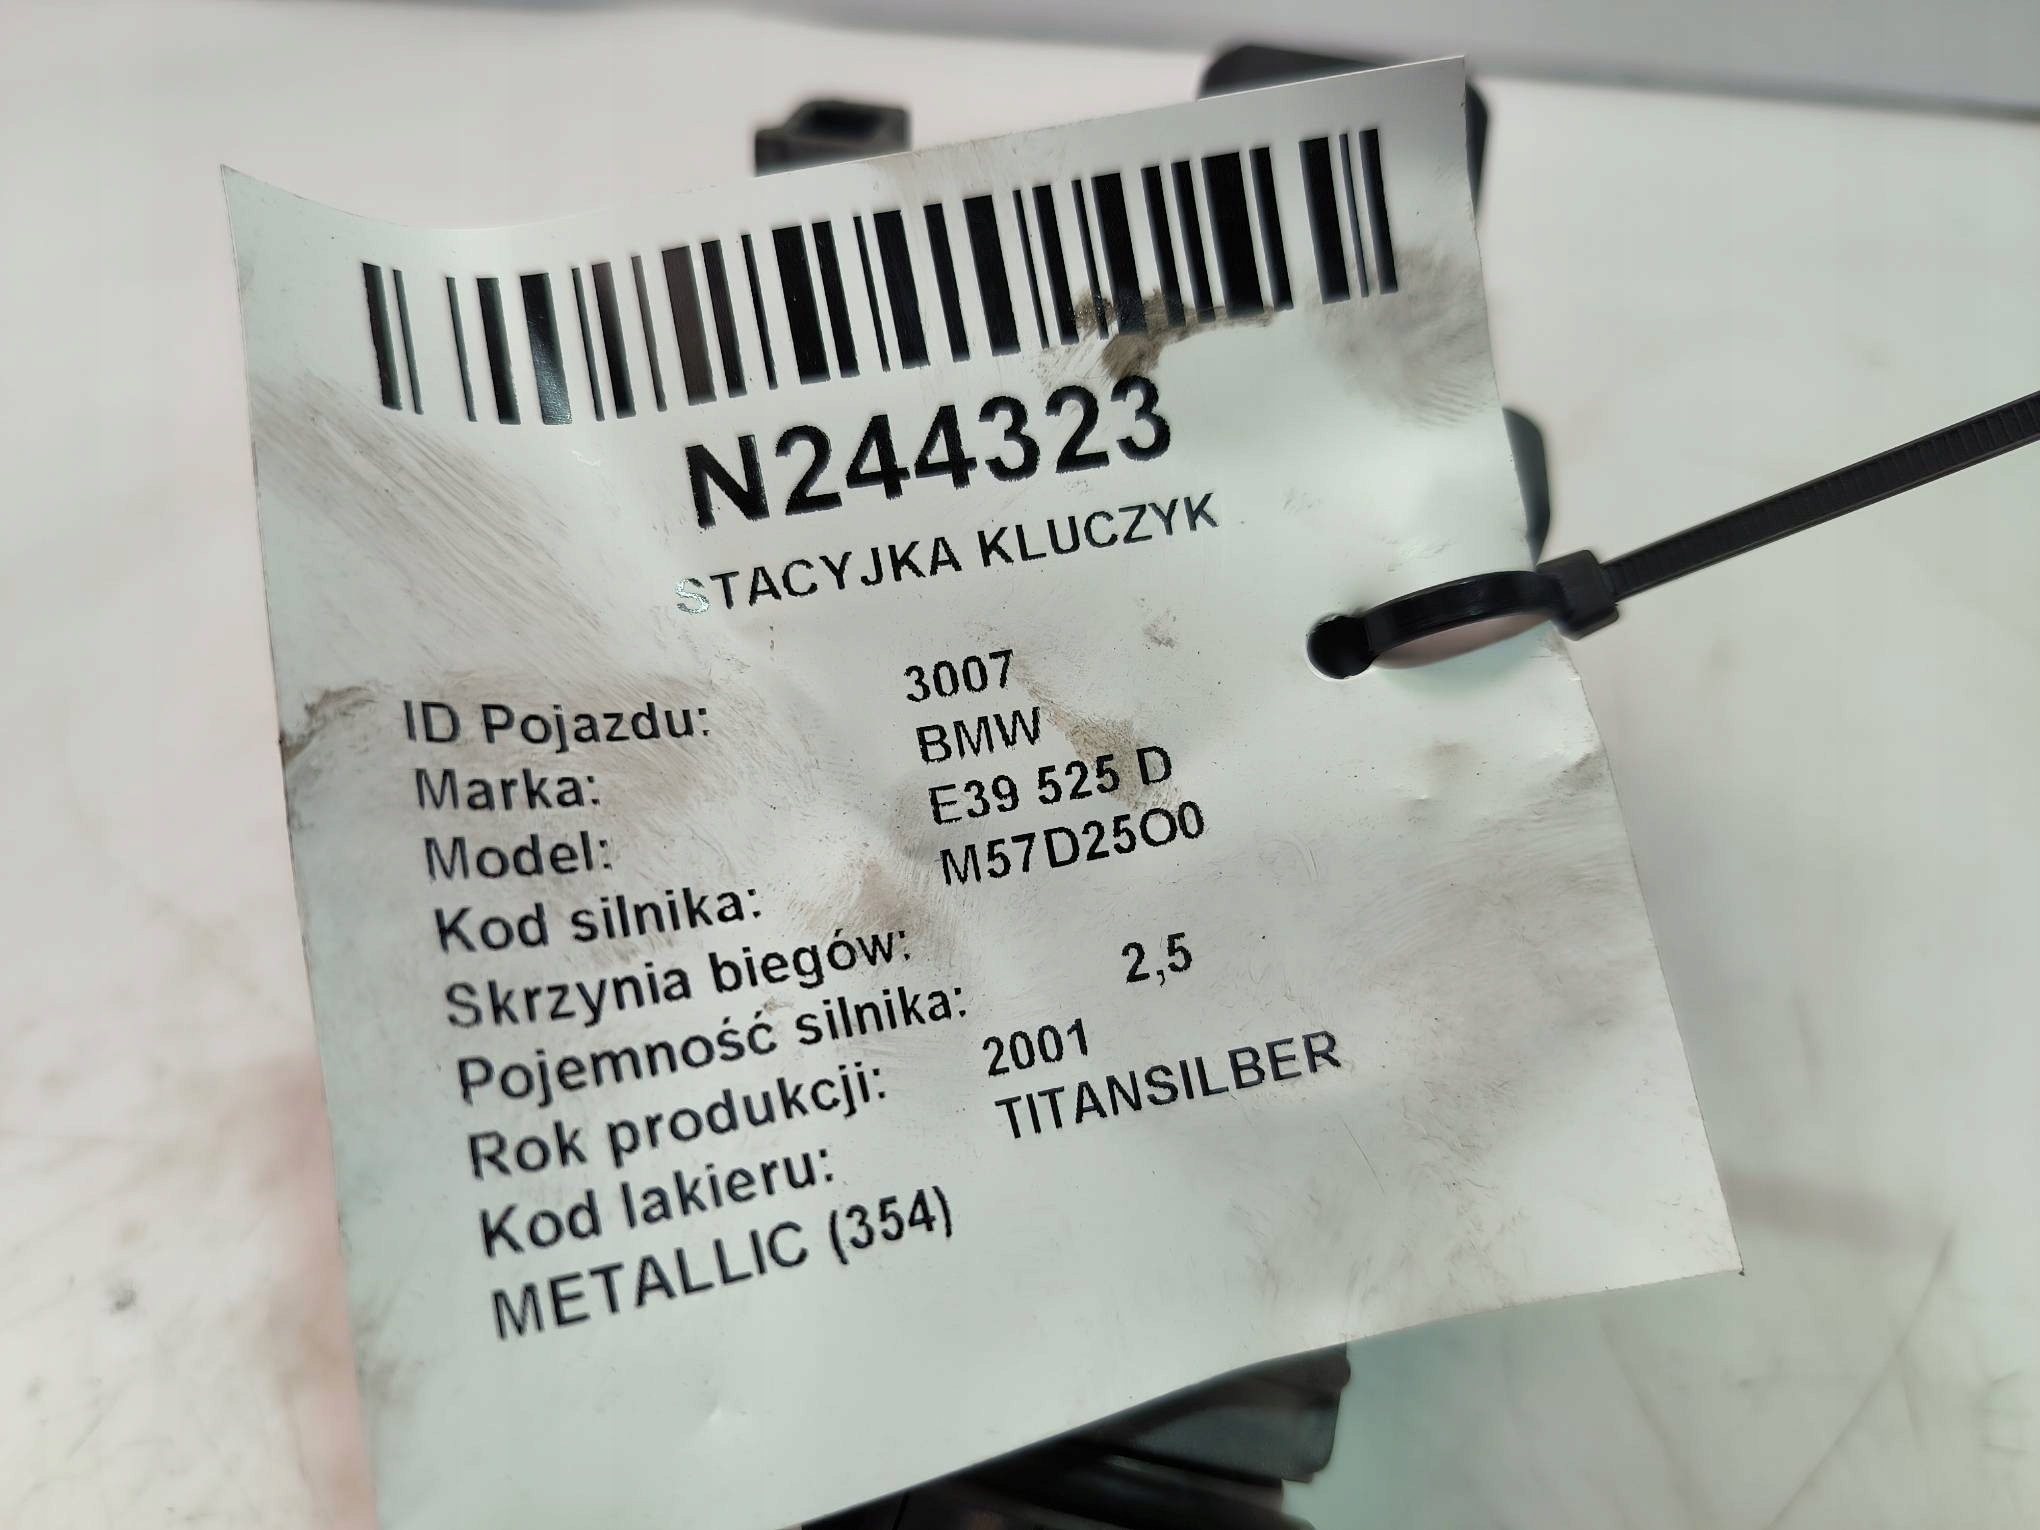 N244323
STACYJKA KLUCZYK
ID Pojazdu: 3007
Marka: BMW
Model: E39 525 D
Kod silnika: M57D25O0
Skrzynia biegów:
Pojemność silnika: 2,5
Rok produkcji: 2001
Kod lakieru: TITANSILBER
METALLIC (354)